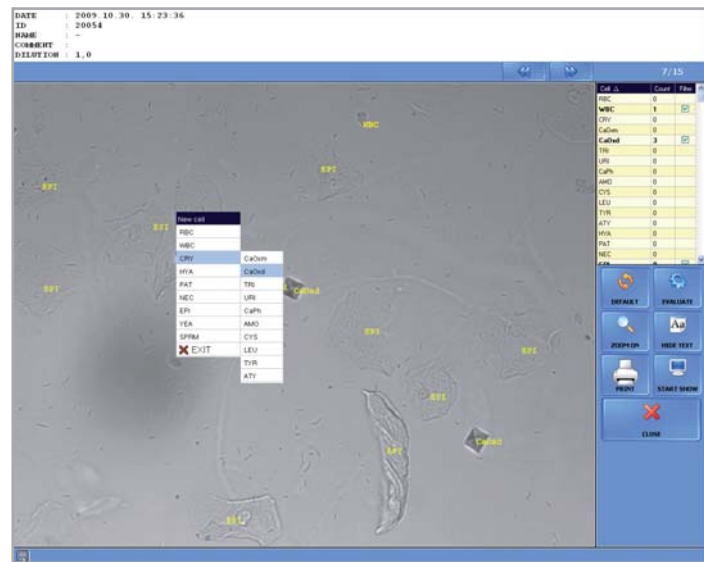 DATE : 2009.10.30. 15:23:36
ID : 20054
NAME : -
COMMENT :
DILUTION : 1,0
7/15
Cell Count Filter
RBC 0
WBC 1
CRY 0
CaOxm 0
CaOxd 3
TRI 0
URI 0
CaPh 0
AMO 0
CYS 0
LEU 0
TYR 0
ATY 0
HYA 0
PAT 0
NEC 0
EPI
WBC
EPI
EPI
EPI
EPI
CaOxd
EPI
EPI
EPI
CaOxd
EPI
EPI
New cell
RBC
WBC
CRY
HYA
PAT
NEC
EPI
YEA
SPRM
EXIT
CaOxm
CaOxd
TRI
URI
CaPh
AMO
CYS
LEU
TYR
ATY
DEFAULT
EVALUATE
ZOOM ON
Aa
HIDE TEXT
PRINT
START SHOW
CLOSE